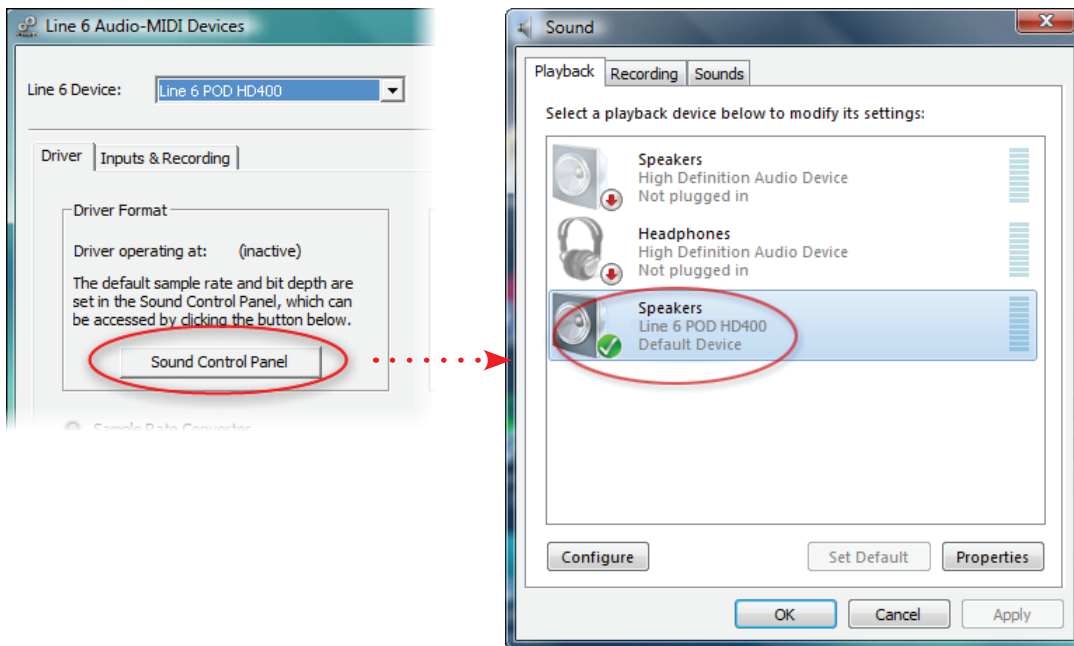 Line 6 Audio-MIDI Devices
Line 6 Device:
Line 6 POD HD400
Driver
Inputs & Recording
Driver Format
Driver operating at: (inactive)
The default sample rate and bit depth are
set in the Sound Control Panel, which can
be accessed by clicking the button below.
Sound Control Panel
Sample Rate Converter
Sound
Playback
Recording
Sounds
Select a playback device below to modify its settings:
Speakers
High Definition Audio Device
Not plugged in
Headphones
High Definition Audio Device
Not plugged in
Speakers
Line 6 POD HD400
Default Device
Configure
Set Default
Properties
OK
Cancel
Apply